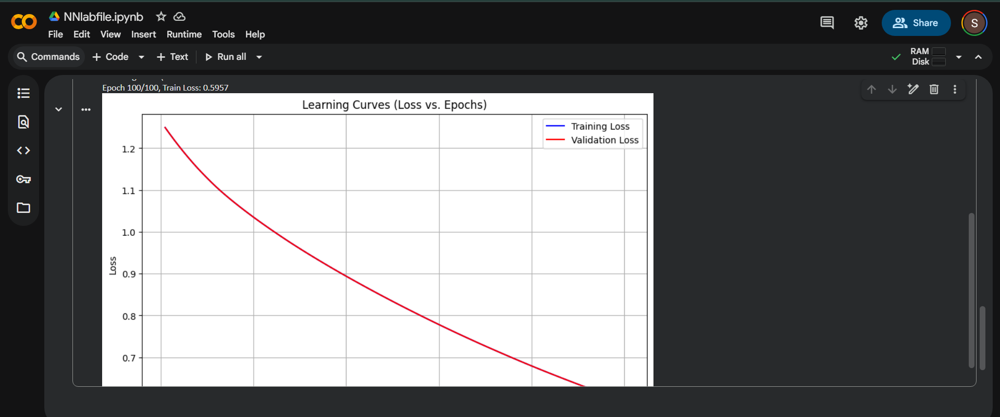 NNlabfile.ipynb
File Edit View Insert Runtime Tools Help
Share
S
Commands + Code + Text Run all
RAM
Disk
Epoch 100/100, Train Loss: 0.5957
Learning Curves (Loss vs. Epochs)
Training Loss
Validation Loss
1.2
1.1
1.0
0.9
0.8
0.7
Loss